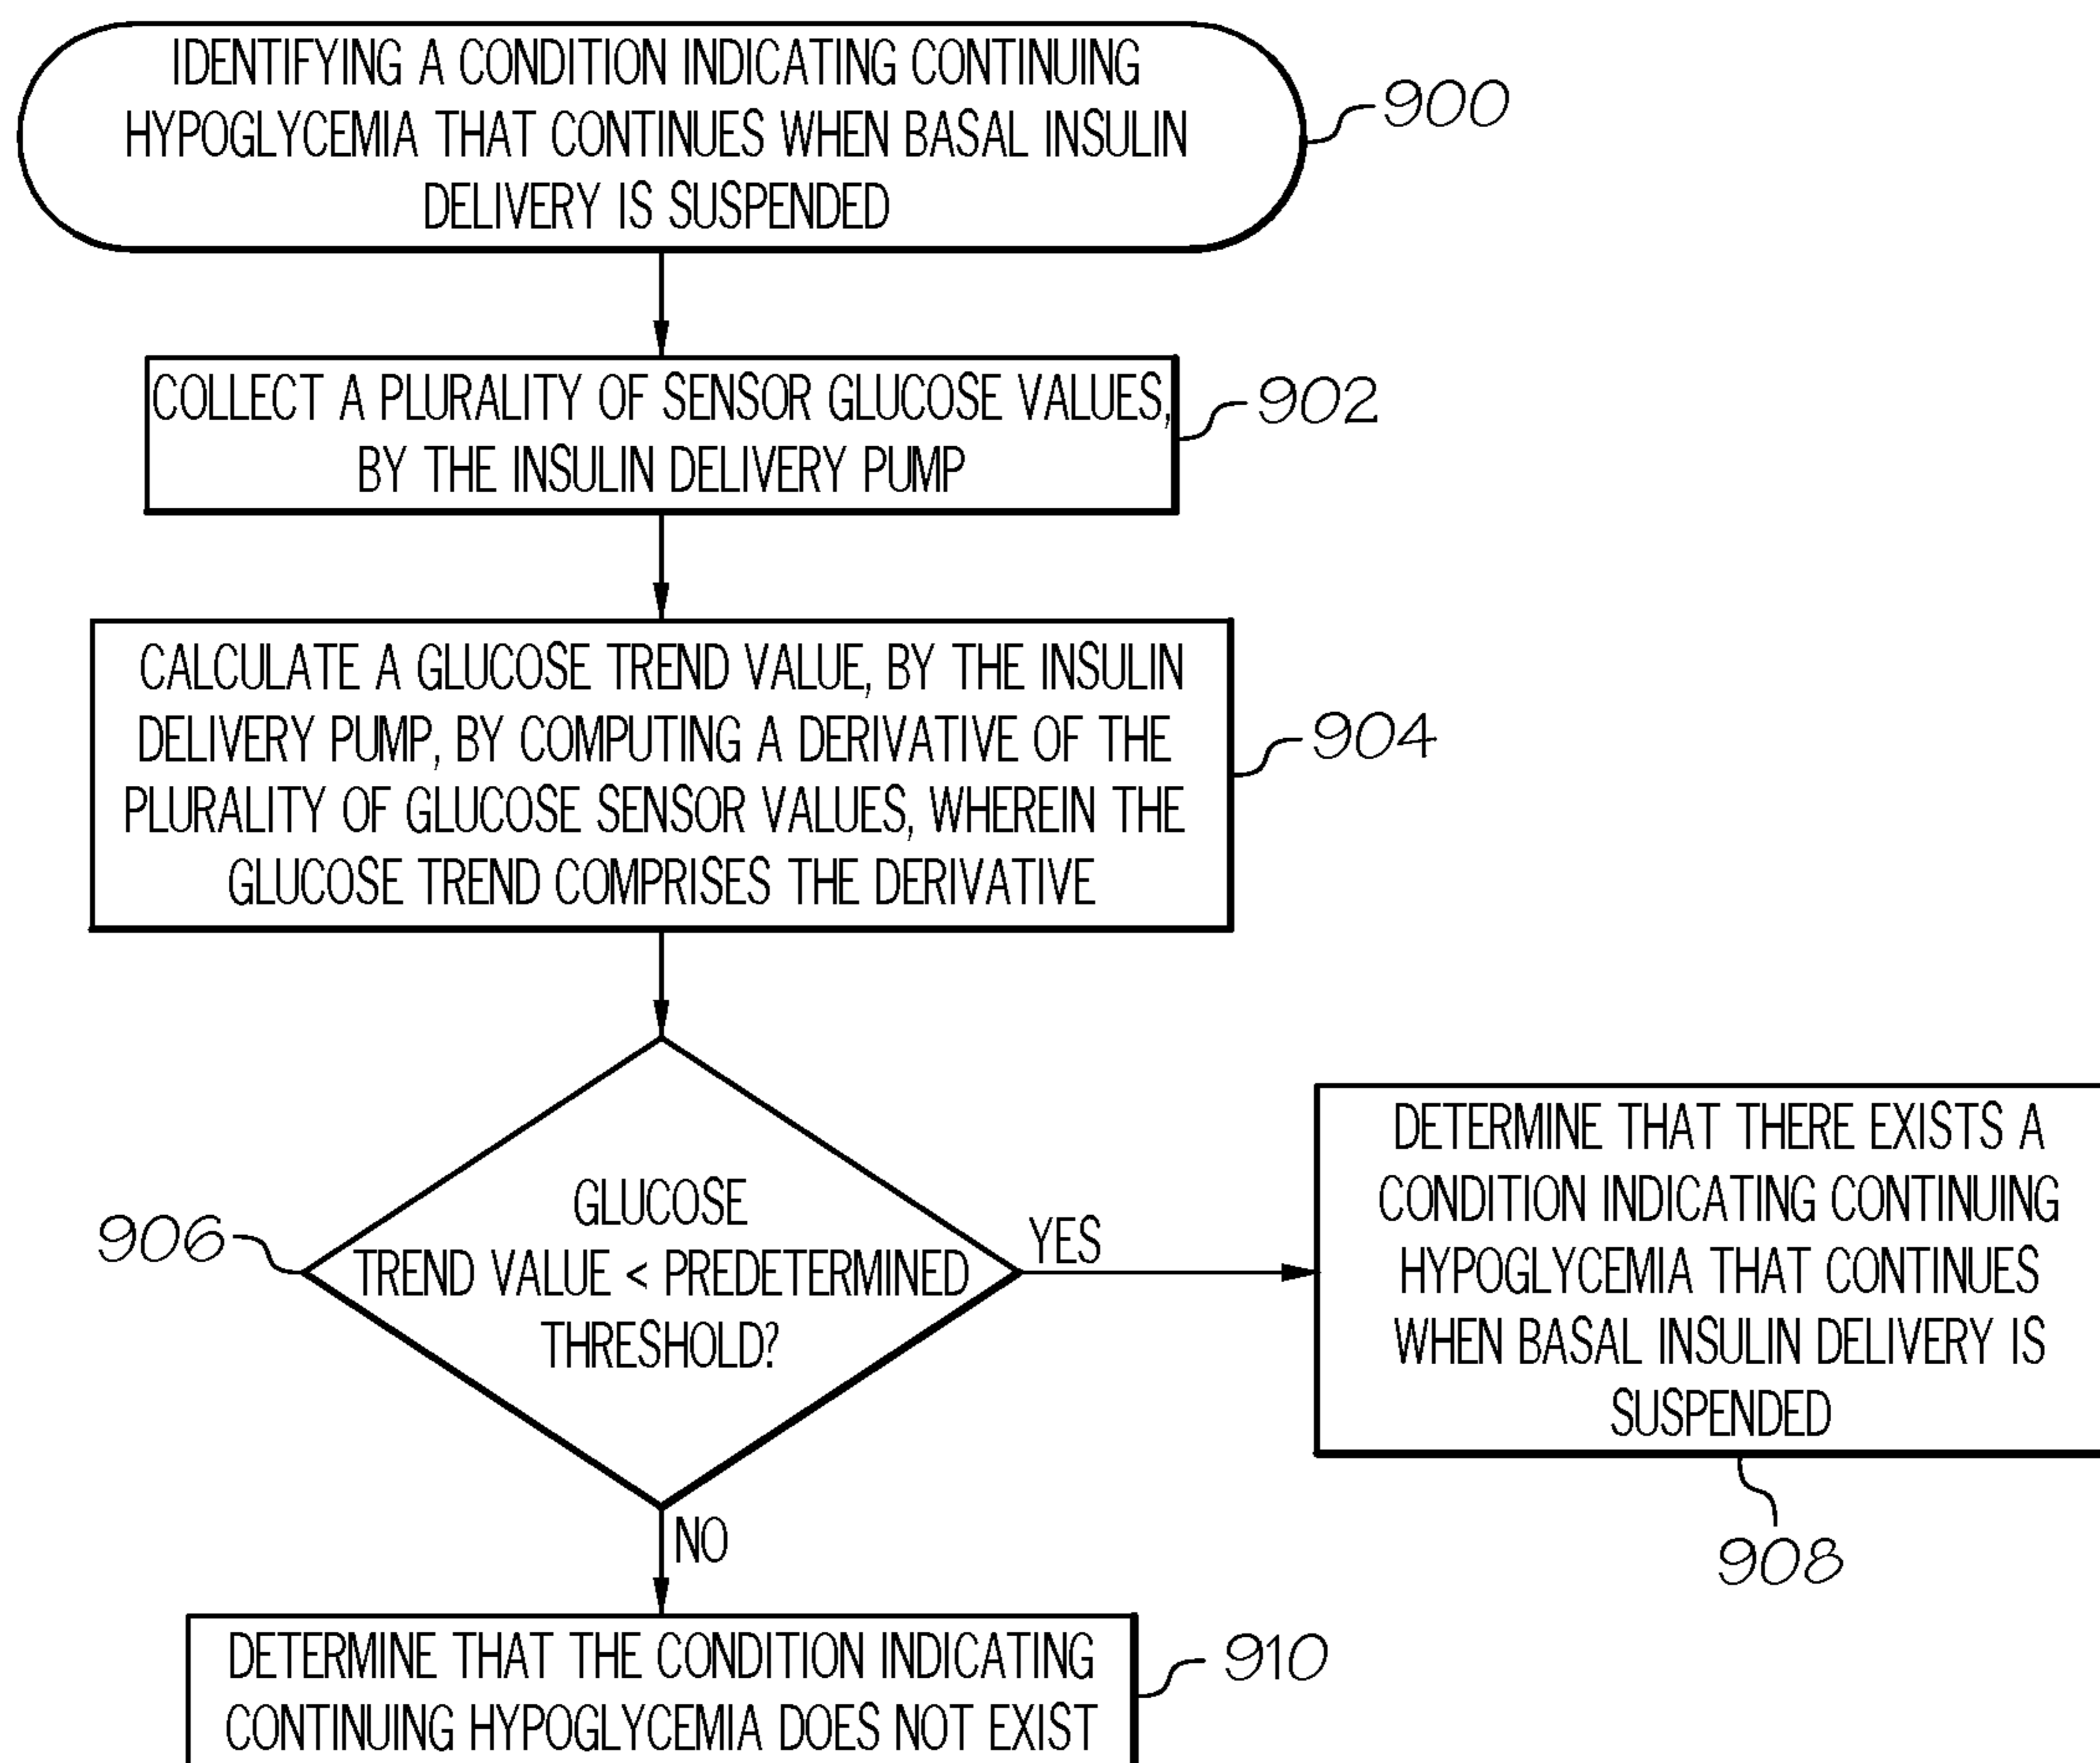 IDENTIFYING A CONDITION INDICATING CONTINUING
HYPOGLYCEMIA THAT CONTINUES WHEN BASAL INSULIN
DELIVERY IS SUSPENDED
900
COLLECT A PLURALITY OF SENSOR GLUCOSE VALUES,
BY THE INSULIN DELIVERY PUMP
902
CALCULATE A GLUCOSE TREND VALUE, BY THE INSULIN
DELIVERY PUMP, BY COMPUTING A DERIVATIVE OF THE
PLURALITY OF GLUCOSE SENSOR VALUES, WHEREIN THE
GLUCOSE TREND COMPRISES THE DERIVATIVE
904
906
GLUCOSE
TREND VALUE < PREDETERMINED
THRESHOLD?
YES
DETERMINE THAT THERE EXISTS A
CONDITION INDICATING CONTINUING
HYPOGLYCEMIA THAT CONTINUES
WHEN BASAL INSULIN DELIVERY IS
SUSPENDED
908
NO
DETERMINE THAT THE CONDITION INDICATING
CONTINUING HYPOGLYCEMIA DOES NOT EXIST
910